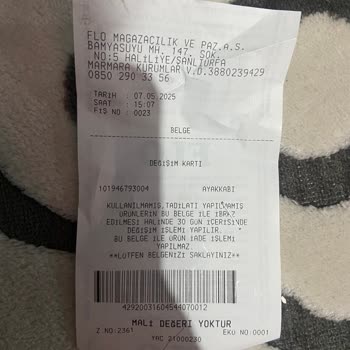 FLO MAGAZACILIK VE PAZ.A.S.
BAMYASUYU MH. 147. SOK.
NO:5 HALİLİYE/ŞANLIURFA
MARMARA KURUMLAR V.D.3880239429
0850 290 33 56
TARİH : 07.05.2025
SAAT : 15:07
FİŞ NO : 0023
BELGE
DEĞİŞİM KARTI
101946793004 AYAKKABI
KULLANILMAMIŞ,TADİLATI YAPILMAMIŞ
ÜRÜNLERİN BU BELGE İLE İBRAZ
EDİLMESİ HALİNDE 30 GÜN İÇERİSİNDE
DEĞİŞİM İŞLEMİ YAPILIR.
BU BELGE İLE ÜRÜN İADE İŞLEMİ
YAPILMAZ.
**LÜTFEN BELGENİZİ SAKLAYINIZ**
42920031604544070012
MALİ DEĞERİ YOKTUR
Z NO:2361 EKU NO:0001
YAC 21000230